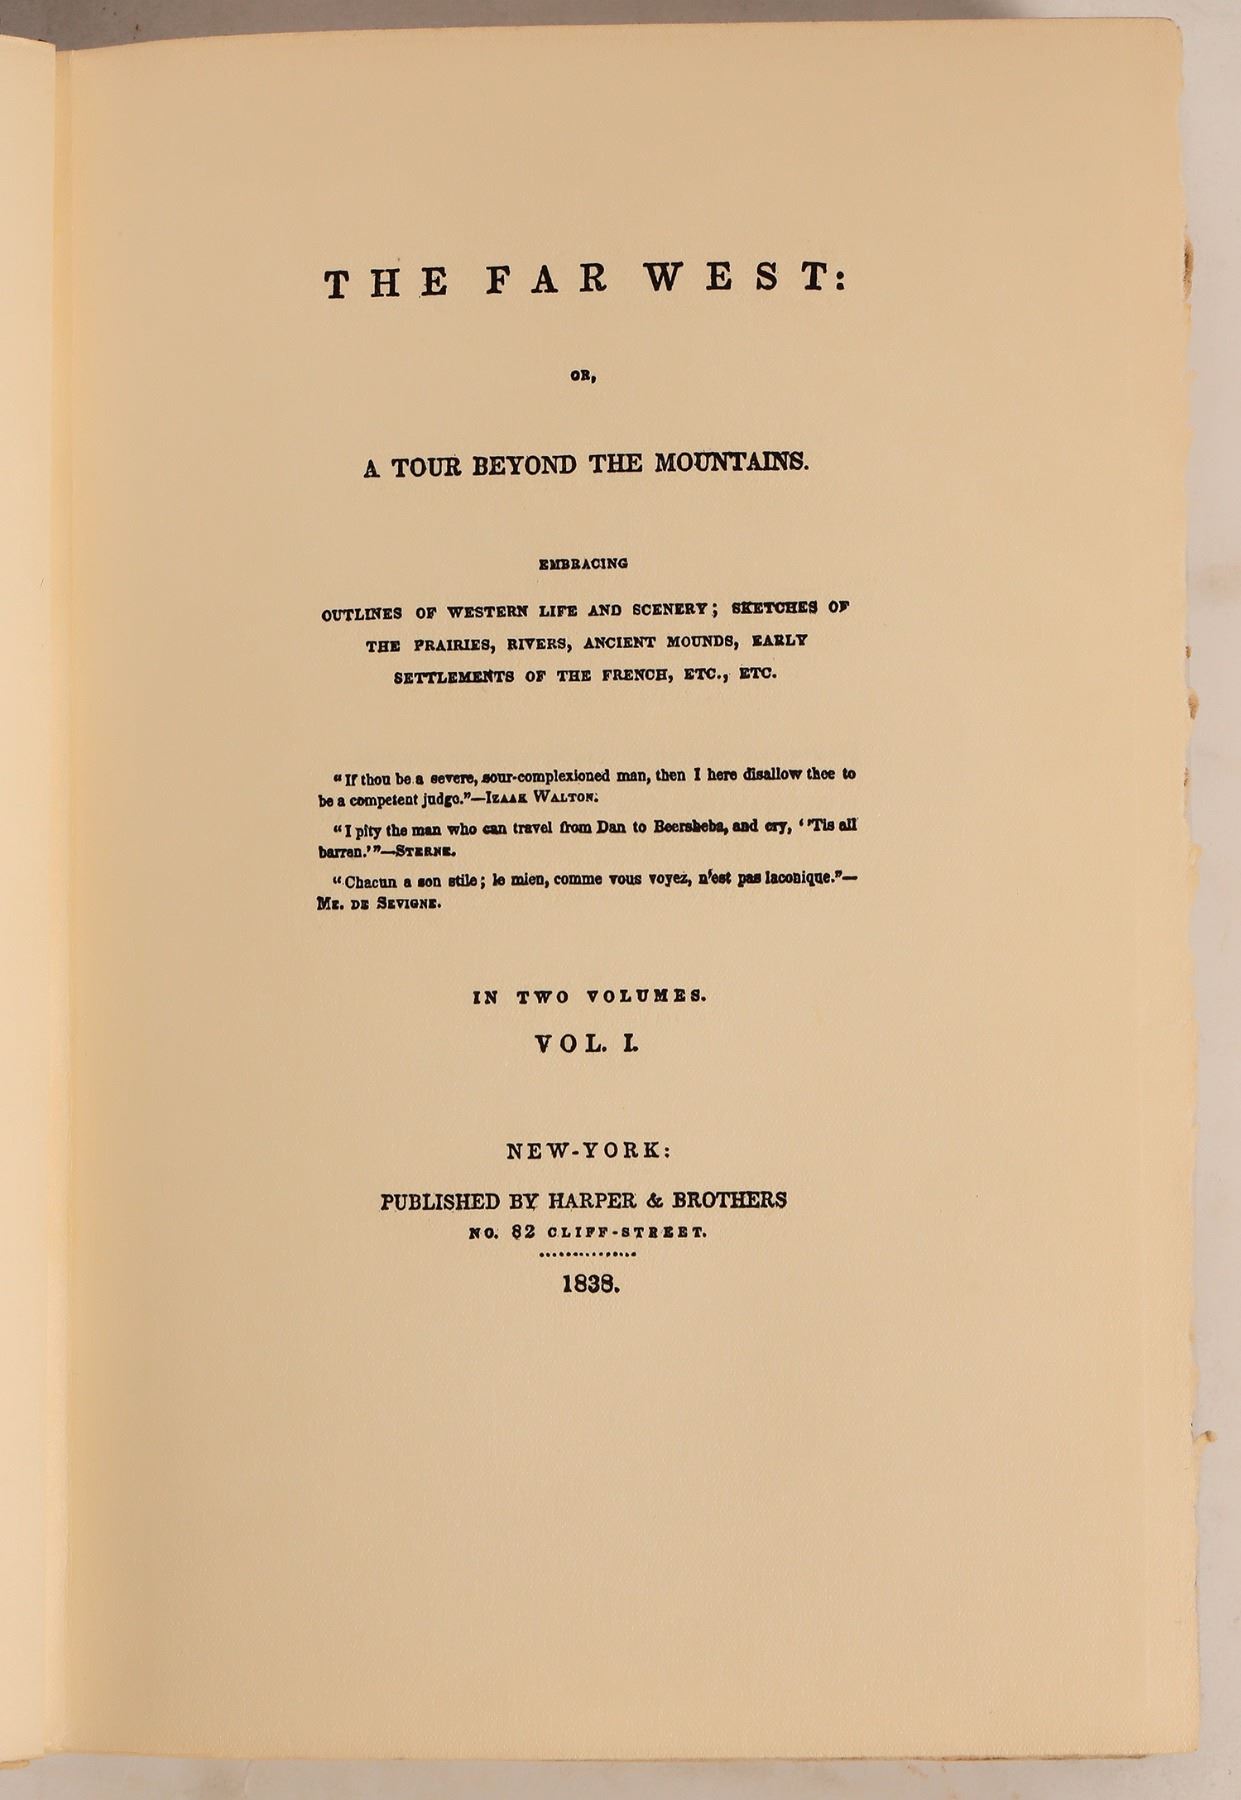 THE FAR WEST:
OR,
A TOUR BEYOND THE MOUNTAINS.
EMBRACING
OUTLINES OF WESTERN LIFE AND SCENERY; SKETCHES OF
THE PRAIRIES, RIVERS, ANCIENT MOUNDS, EARLY
SETTLEMENTS OF THE FRENCH, ETC., ETC.
"If thou be a severe, sour-complexioned man, then I here disallow thee to
be a competent judge."—IZAAK WALTON.
"I pity the man who can travel from Dan to Beersheba, and cry, ''Tis all
barren.'"—STERNE.
"Chacun a son stile; le mien, comme vous voyez, n'est pas laconique."—
ME. DE SEVIGNE.
IN TWO VOLUMES.
VOL. I.
NEW-YORK:
PUBLISHED BY HARPER & BROTHERS
NO. 82 CLIFF-STREET.
1838.